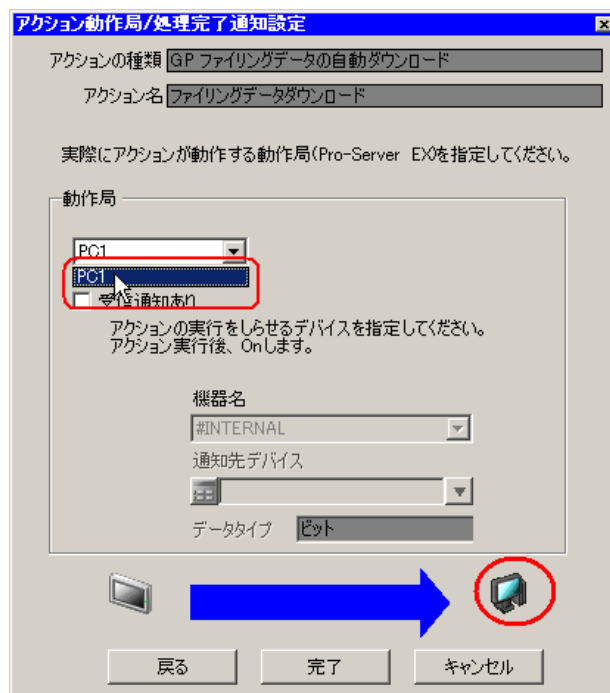 アクション動作局/処理完了通知設定
アクションの種類 GP ファイリングデータの自動ダウンロード
アクション名 ファイリングデータダウンロード
実際にアクションが動作する動作局(Pro-Server EX)を指定してください。
動作局
PC1
PC1
受信通知あり
アクションの実行をしらせるデバイスを指定してください。
アクション実行後、Onします。
機器名
#INTERNAL
通知先デバイス
データタイプ ビット
戻る 完了 キャンセル